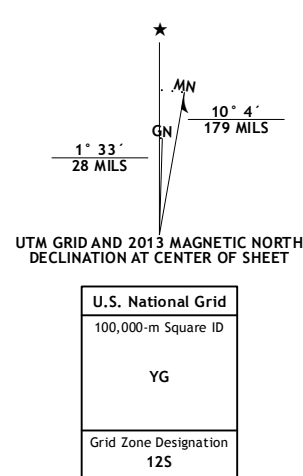 ★
MN
GN
10° 4´
179 MILS
1° 33´
28 MILS
UTM GRID AND 2013 MAGNETIC NORTH
DECLINATION AT CENTER OF SHEET
U.S. National Grid
100,000-m Square ID
YG
Grid Zone Designation
12S